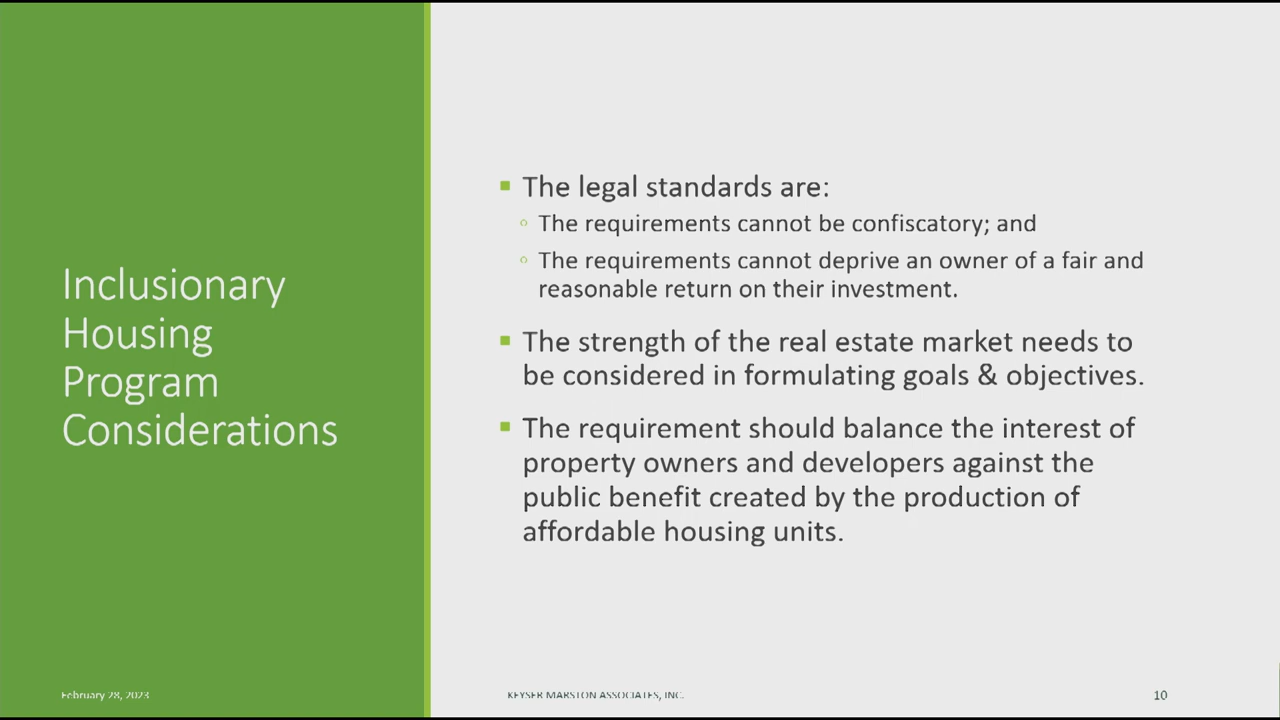 Inclusionary
Housing
Program
Considerations
The legal standards are:
The requirements cannot be confiscatory; and
The requirements cannot deprive an owner of a fair and
reasonable return on their investment.
The strength of the real estate market needs to
be considered in formulating goals & objectives.
The requirement should balance the interest of
property owners and developers against the
public benefit created by the production of
affordable housing units.
February 28, 2023
KEYSER MARSTON ASSOCIATES, INC.
10